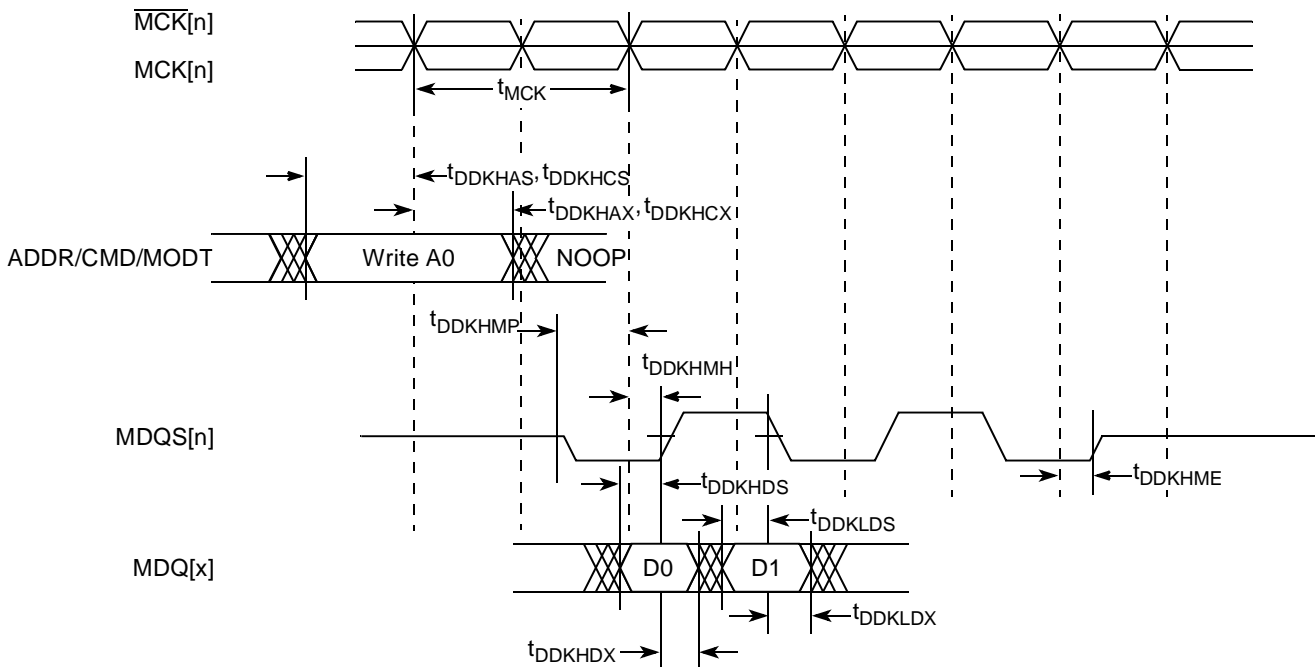 MCK[n]
MCK[n]
tMCK
tDDKHAS, tDDKHCS
tDDKHAX, tDDKHCX
ADDR/CMD/MODT
Write A0
NOOP
tDDKHMP
tDDKHMH
MDQS[n]
tDDKHME
tDDKHDS
tDDKLDS
MDQ[x]
D0
D1
tDDKLDX
tDDKHDX